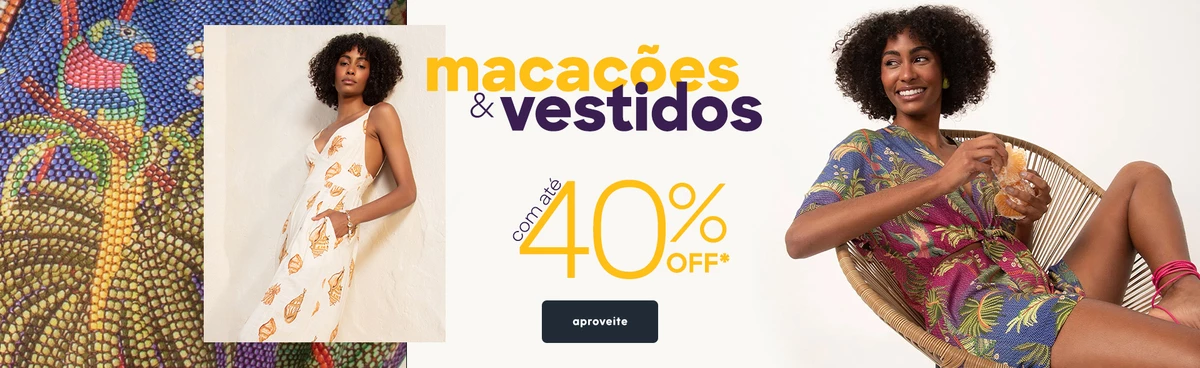 macacões
& vestidos
com até
40%
OFF*
aproveite